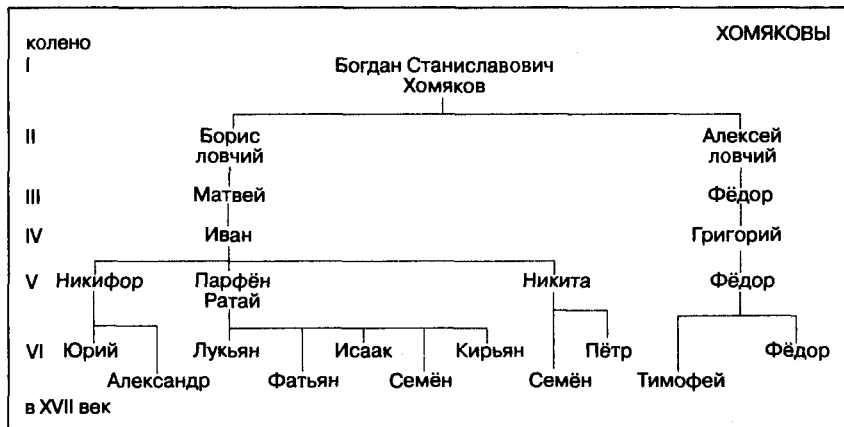 ХОМЯКОВЫ
колено
I Богдан Станиславович
Хомяков
II Борис Алексей
ловчий ловчий
III Матвей Фёдор
IV Иван Григорий
V Никифор Парфён Никита Фёдор
Ратай
VI Юрий Лукьян Исаак Кирьян Пётр Фёдор
Александр Фатьян Семён Семён Тимофей
в XVII век